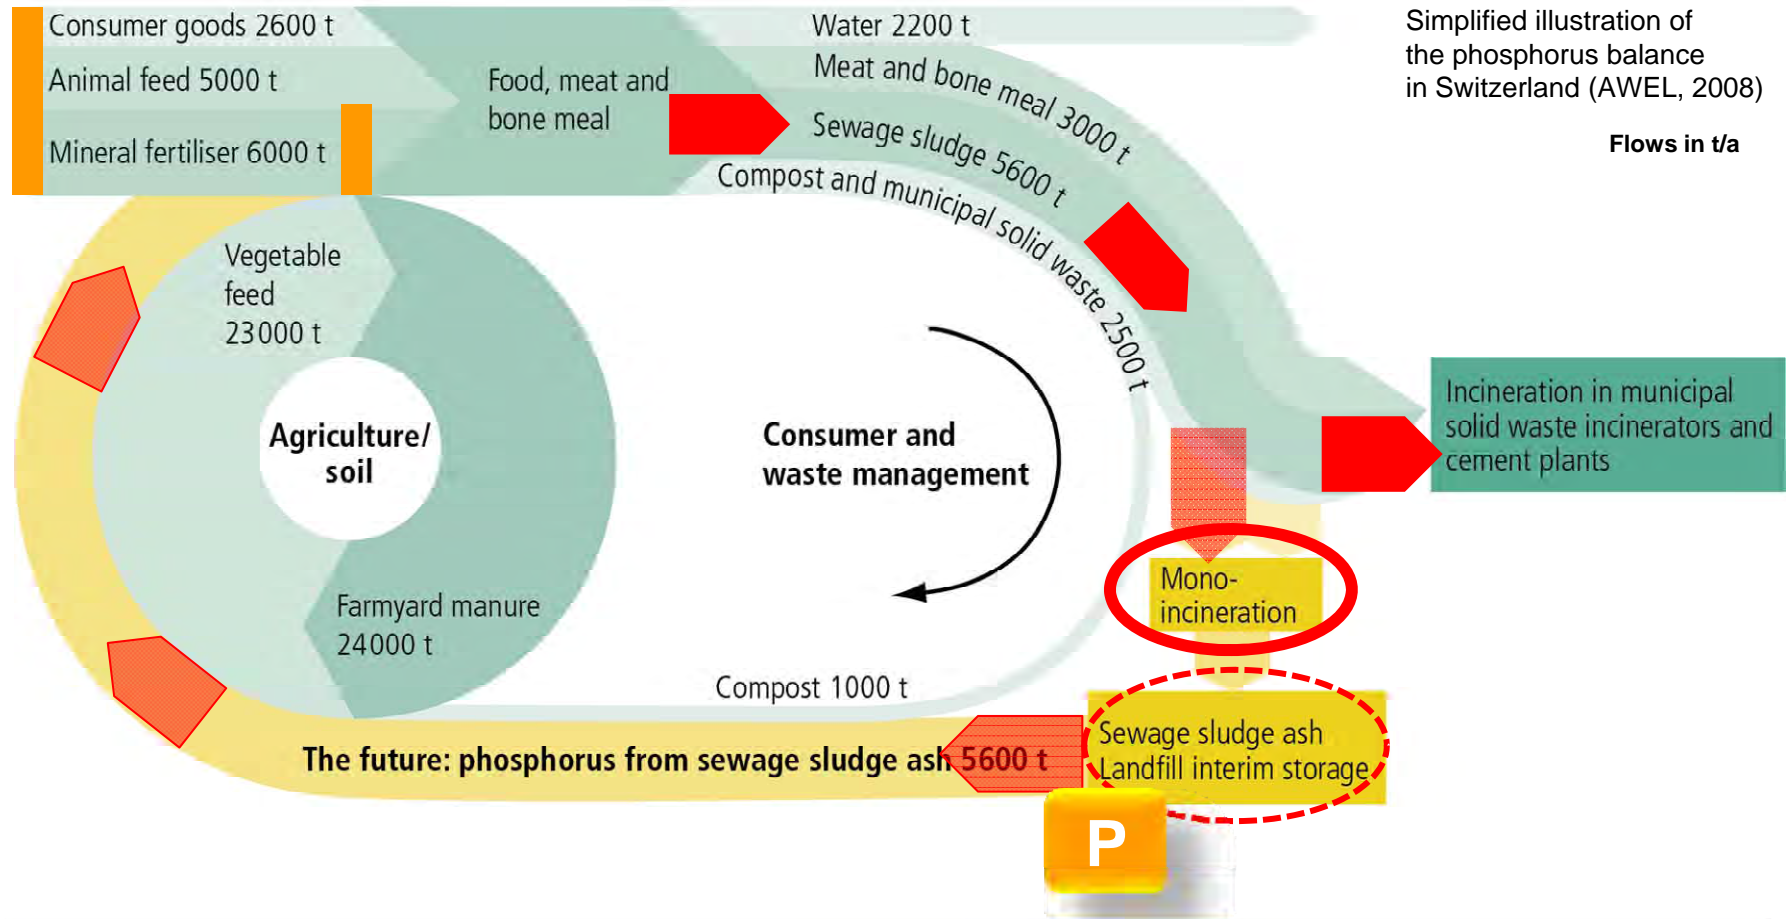 Consumer goods 2600 t
Animal feed 5000 t
Mineral fertiliser 6000 t
Food, meat and
bone meal
Water 2200 t
Meat and bone meal 3000 t
Sewage sludge 5600 t
Compost and municipal solid waste 2500 t
Simplified illustration of
the phosphorus balance
in Switzerland (AWEL, 2008)
Flows in t/a
Vegetable
feed
23000 t
Agriculture/
soil
Farmyard manure
24000 t
Consumer and
waste management
Incineration in municipal
solid waste incinerators and
cement plants
Mono-
incineration
Compost 1000 t
Sewage sludge ash
Landfill interim storage
The future: phosphorus from sewage sludge ash 5600 t
P